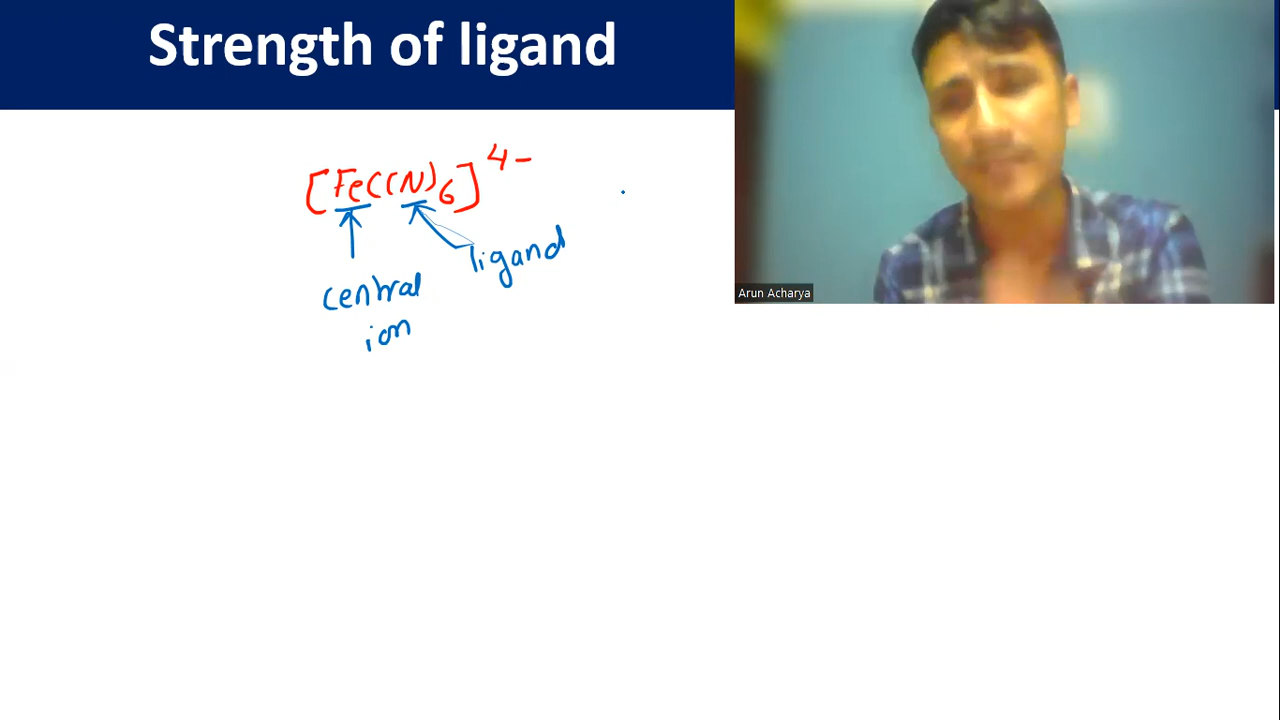 Strength of ligand
[Fe(CN)6]4-
ligand
central
ion
Arun Acharya